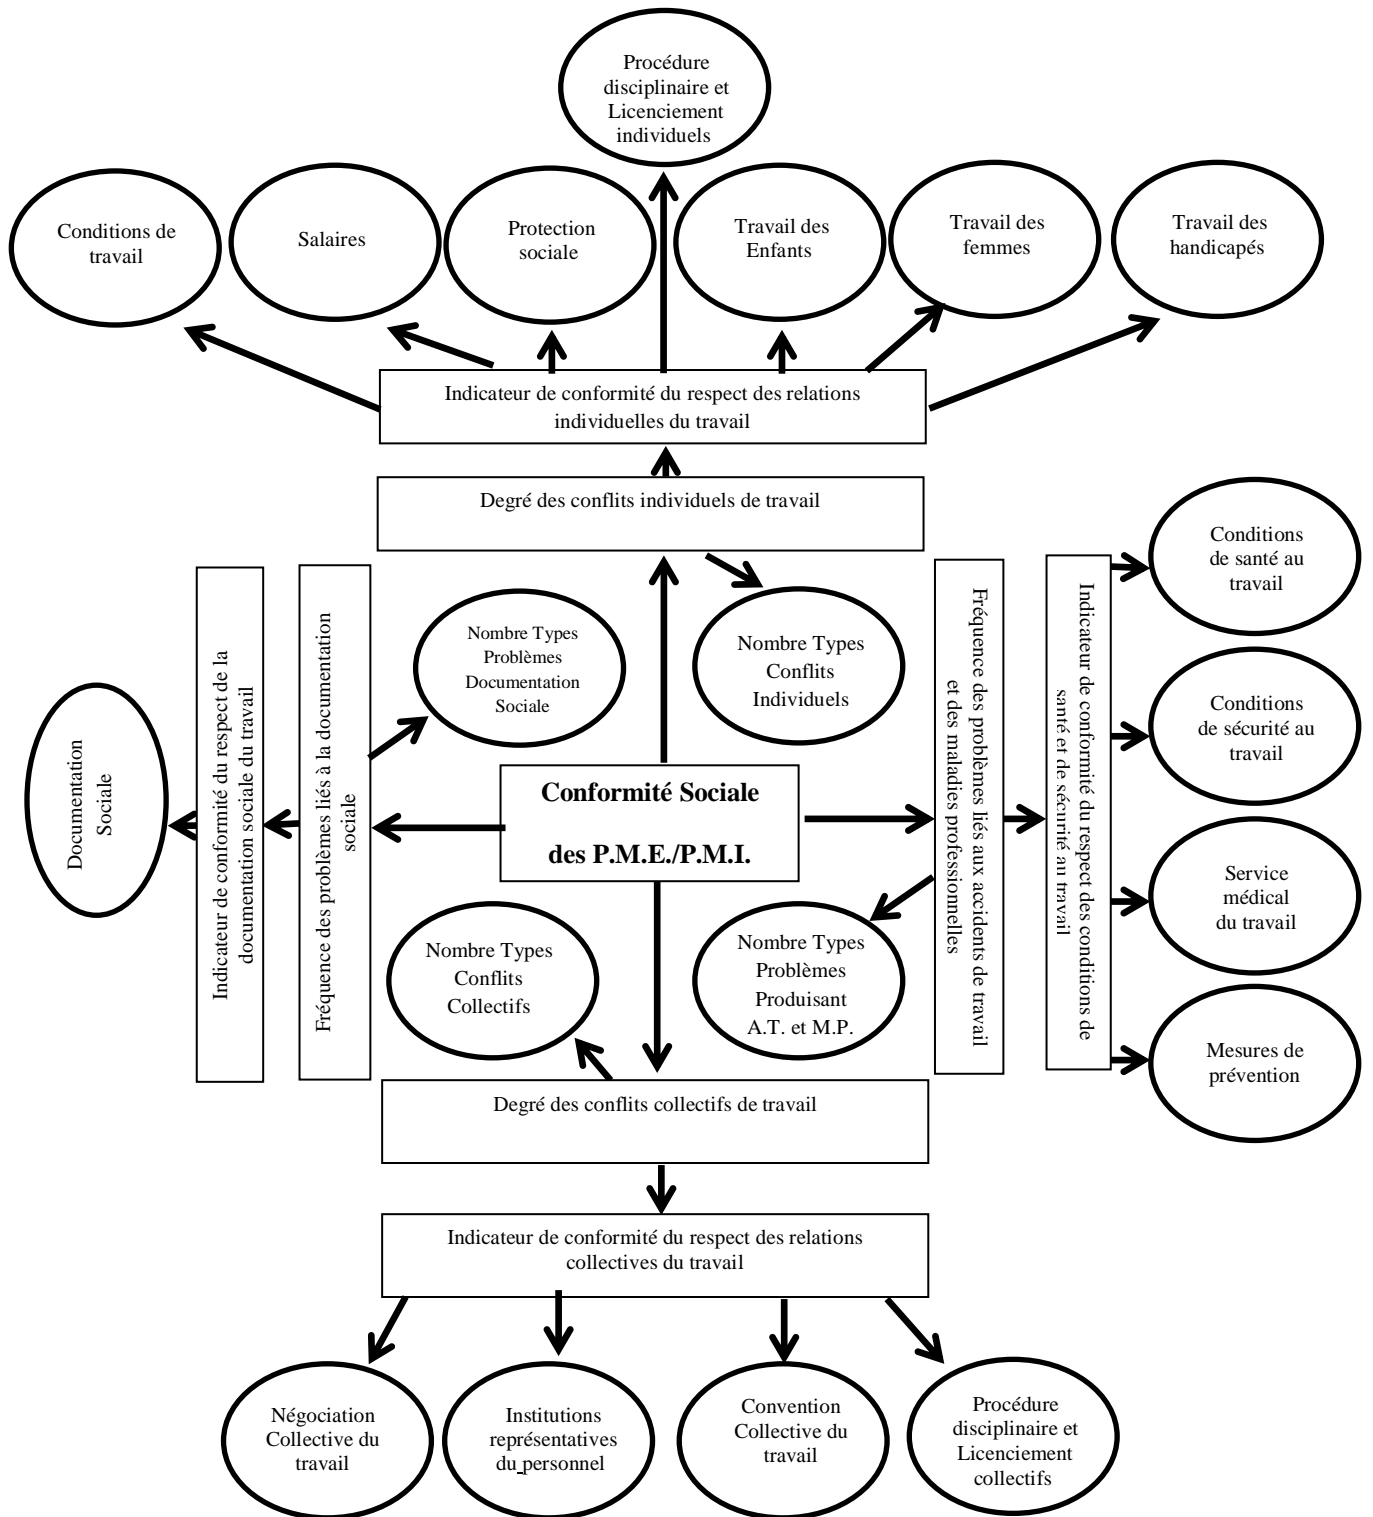 Procédure
disciplinaire et
Licenciement
individuels
Conditions de
travail
Salaires
Protection
sociale
Travail des
Enfants
Travail des
femmes
Travail des
handicapés
Indicateur de conformité du respect des relations
individuelles du travail
Degré des conflits individuels de travail
Documentation
Sociale
Indicateur de conformité du respect de la
documentation sociale du travail
Fréquence des problèmes liés à la documentation
sociale
Nombre Types
Problèmes
Documentation
Sociale
Nombre Types
Conflits
Individuels
Conformité Sociale
des P.M.E./P.M.I.
Nombre Types
Conflits
Collectifs
Nombre Types
Problèmes
Produisant
A.T. et M.P.
Fréquence des problèmes liés aux accidents de travail
et des maladies professionnelles
Indicateur de conformité du respect des conditions de
santé et de sécurité au travail
Conditions
de santé au
travail
Conditions
de sécurité au
travail
Service
médical
du travail
Mesures de
prévention
Degré des conflits collectifs de travail
Indicateur de conformité du respect des relations
collectives du travail
Négociation
Collective du
travail
Institutions
représentatives
du personnel
Convention
Collective du
travail
Procédure
disciplinaire et
Licenciement
collectifs